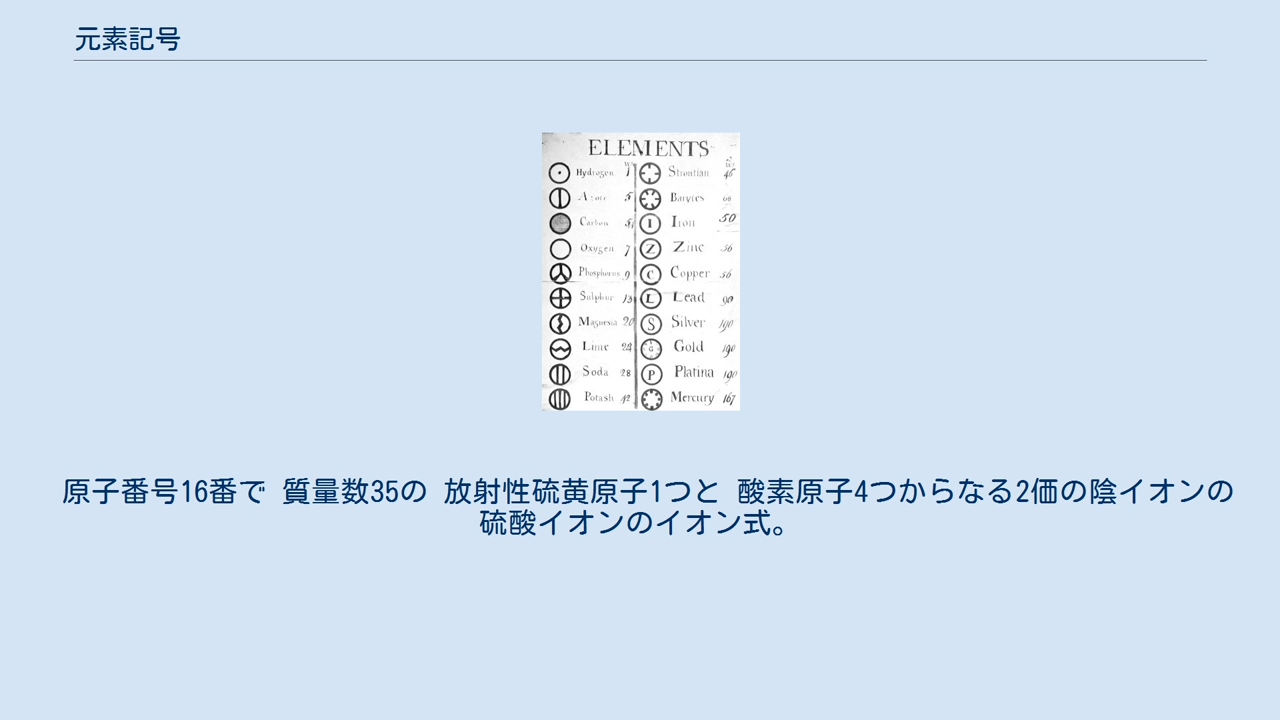 元素記号
ELEMENTS
Hydrogen 1 Strontian 46
Azote 5 Barytes 68
Carbon 5 Iron 50
Oxygen 7 Zinc 56
Phosphorus 9 Copper 56
Sulphur 13 Lead 90
Magnesia 20 Silver 190
Lime 24 Gold 190
Soda 28 Platina 190
Potash 42 Mercury 167
原子番号16番で 質量数35の 放射性硫黄原子1つと 酸素原子4つからなる2価の陰イオンの
硫酸イオンのイオン式。